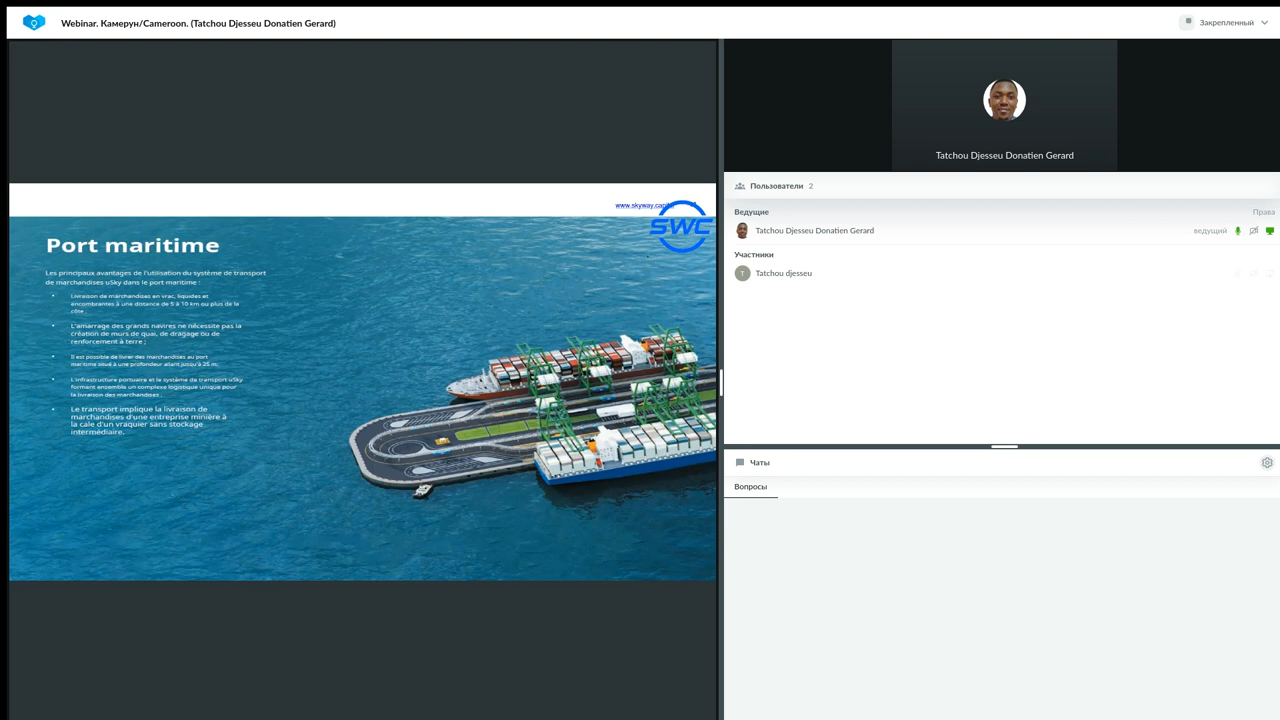 Webinar. Камерун/Cameroon. (Tatchou Djesseu Donatien Gerard)
Закрепленный
www.skyway.capital
SWC
Port maritime
Les principaux avantages de l'utilisation du système de transport
de marchandises uSky dans le port maritime :
• Livraison de marchandises en vrac, liquides et
encombrantes à une distance de 5 à 10 km ou plus de la
côte .
• L'amarrage des grands navires ne nécessite pas la
création de murs de quai, de dragage ou de
renforcement à terre ;
• Il est possible de livrer des marchandises au port
maritime situé à une profondeur allant jusqu'à 25 m;
• L'infrastructure portuaire et le système de transport uSky
forment ensemble un complexe logistique unique pour
la livraison des marchandises .
• Le transport implique la livraison de
marchandises d'une entreprise minière à
la cale d'un vraquier sans stockage
intermédiaire.
Tatchou Djesseu Donatien Gerard
Пользователи 2
Ведущие Права
Tatchou Djesseu Donatien Gerard ведущий
Участники
T Tatchou djesseu
Чаты
Вопросы